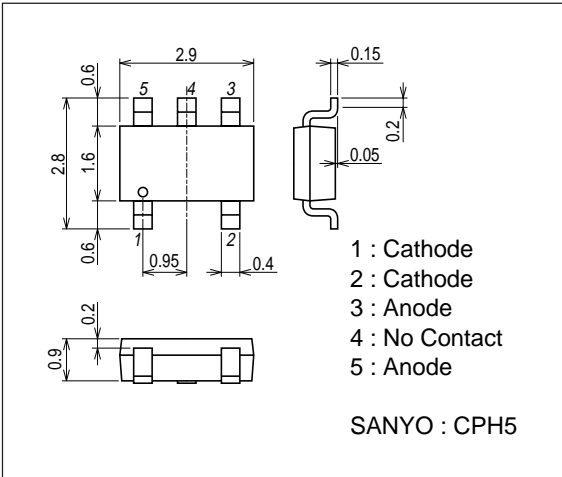 2.9
0.15
0.6
5
4
3
0.2
2.8
1.6
0.05
0.6
1
2
0.95
0.4
1 : Cathode
2 : Cathode
3 : Anode
4 : No Contact
5 : Anode
0.2
0.9
SANYO : CPH5